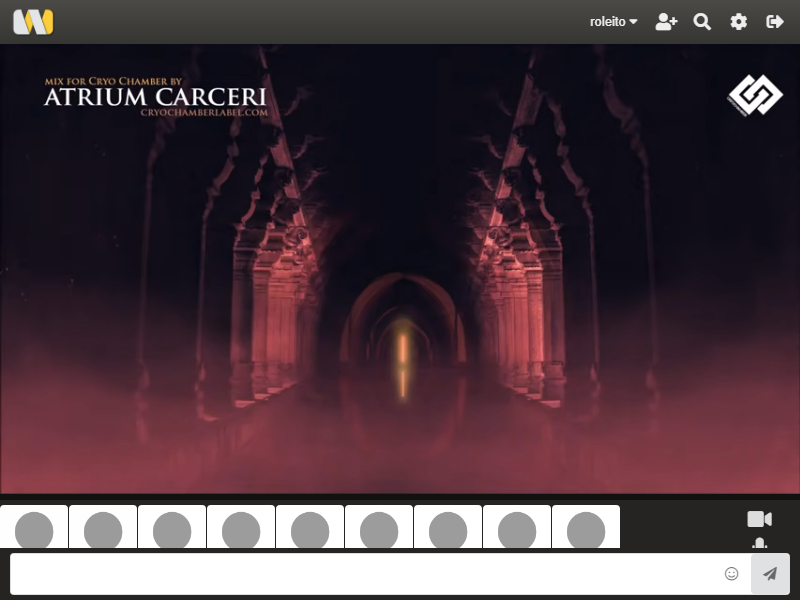 roleito
MIX FOR CRYO CHAMBER BY
ATRIUM CARCERI
CRYOCHAMBERLABEL.COM